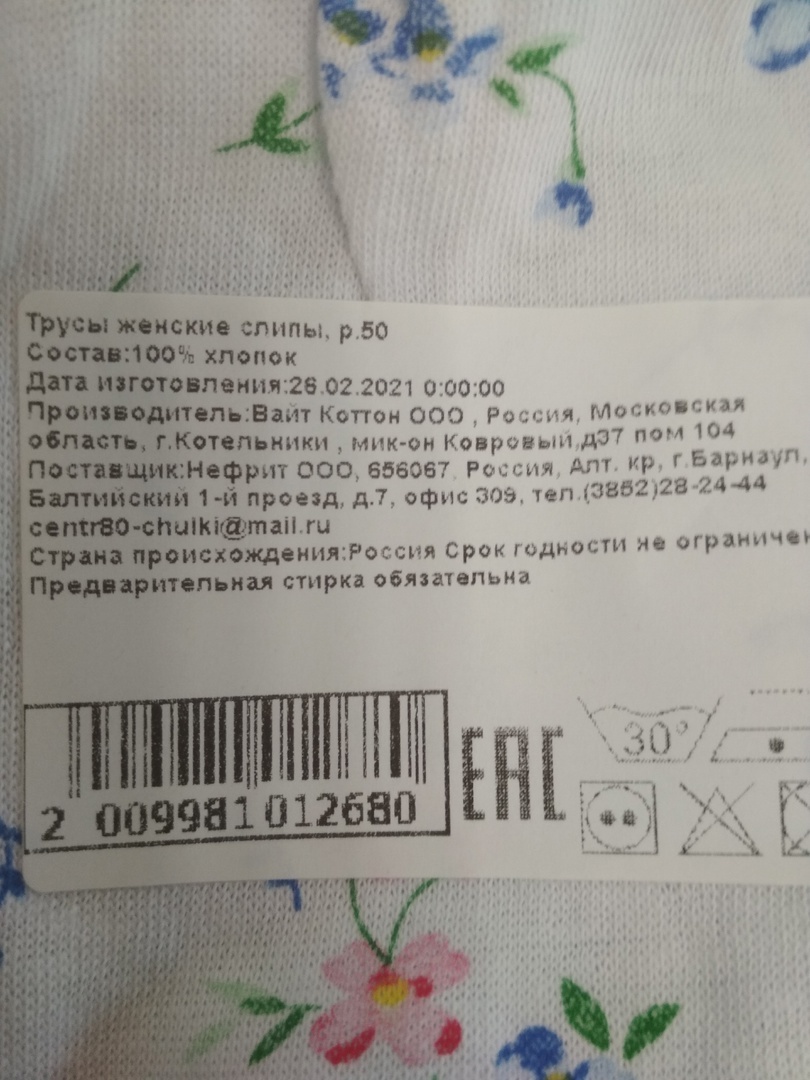 Трусы женские слипы, р.50
Состав:100% хлопок
Дата изготовления:26.02.2021 0:00:00
Производитель:Вайт Коттон ООО , Россия, Московская
область, г.Котельники , мик-он Ковровый,д37 пом 104
Поставщик:Нефрит ООО, 656067, Россия, Алт. кр, г.Барнаул,
Балтийский 1-й проезд, д.7, офис 309, тел.(3852)28-24-44
centr80-chulki@mail.ru
Страна происхождения:Россия Срок годности не ограничен
Предварительная стирка обязательна
2 009981 012680
EAC
30°